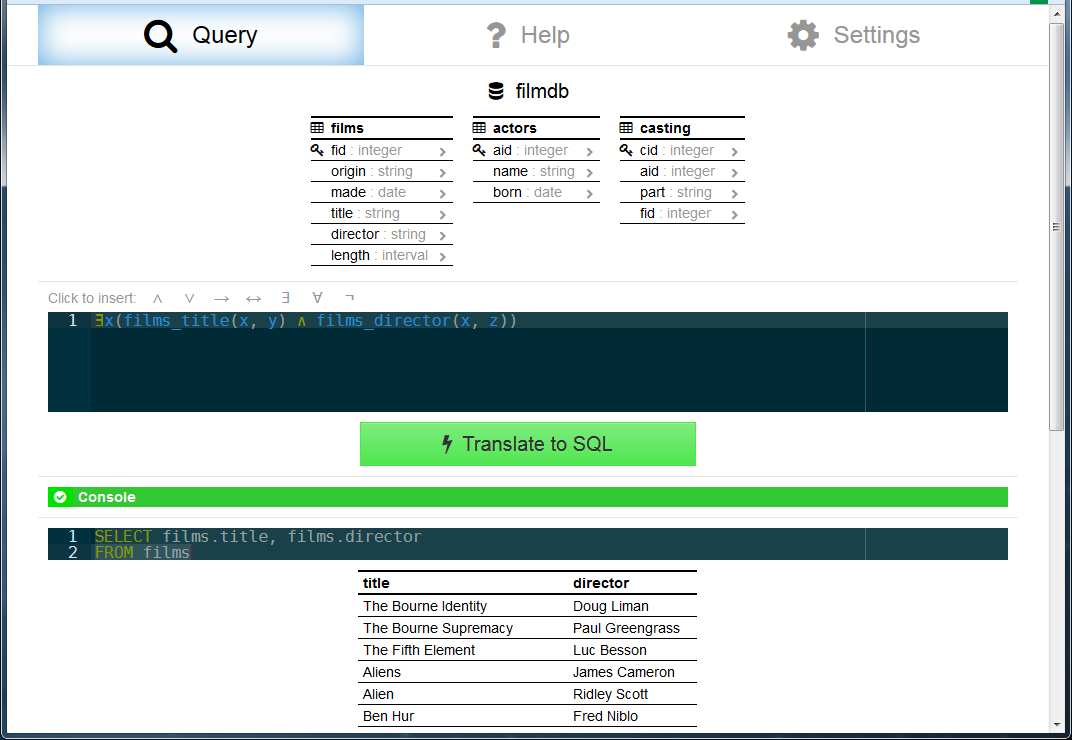 Query Help Settings
filmdb
films actors casting
fid : integer aid : integer cid : integer
origin : string name : string aid : integer
made : date born : date part : string
title : string fid : integer
director : string
length : interval
Click to insert: ∧ ∨ → ↔ ∃ ∀ ¬
1 ∃x(films_title(x, y) ∧ films_director(x, z))
Translate to SQL
Console
1 SELECT films.title, films.director
2 FROM films
title director
The Bourne Identity Doug Liman
The Bourne Supremacy Paul Greengrass
The Fifth Element Luc Besson
Aliens James Cameron
Alien Ridley Scott
Ben Hur Fred Niblo